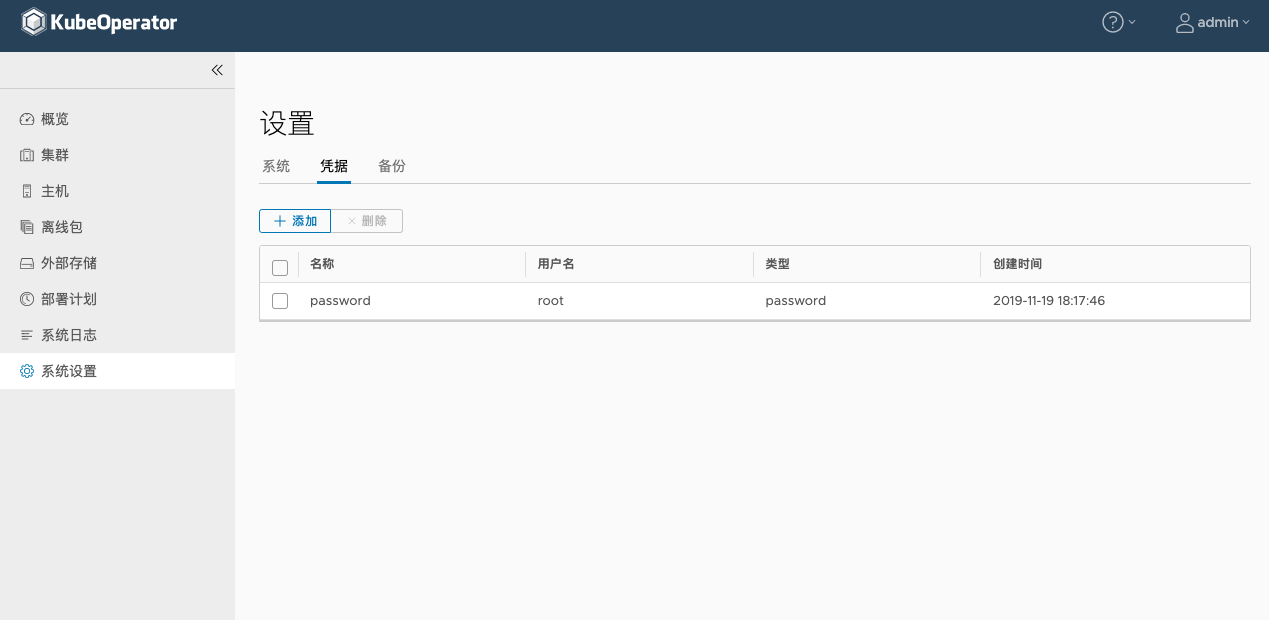 KubeOperator
? admin
概览
集群
主机
离线包
外部存储
部署计划
系统日志
系统设置
设置
系统 凭据 备份
添加 删除
名称 用户名 类型 创建时间
password root password 2019-11-19 18:17:46